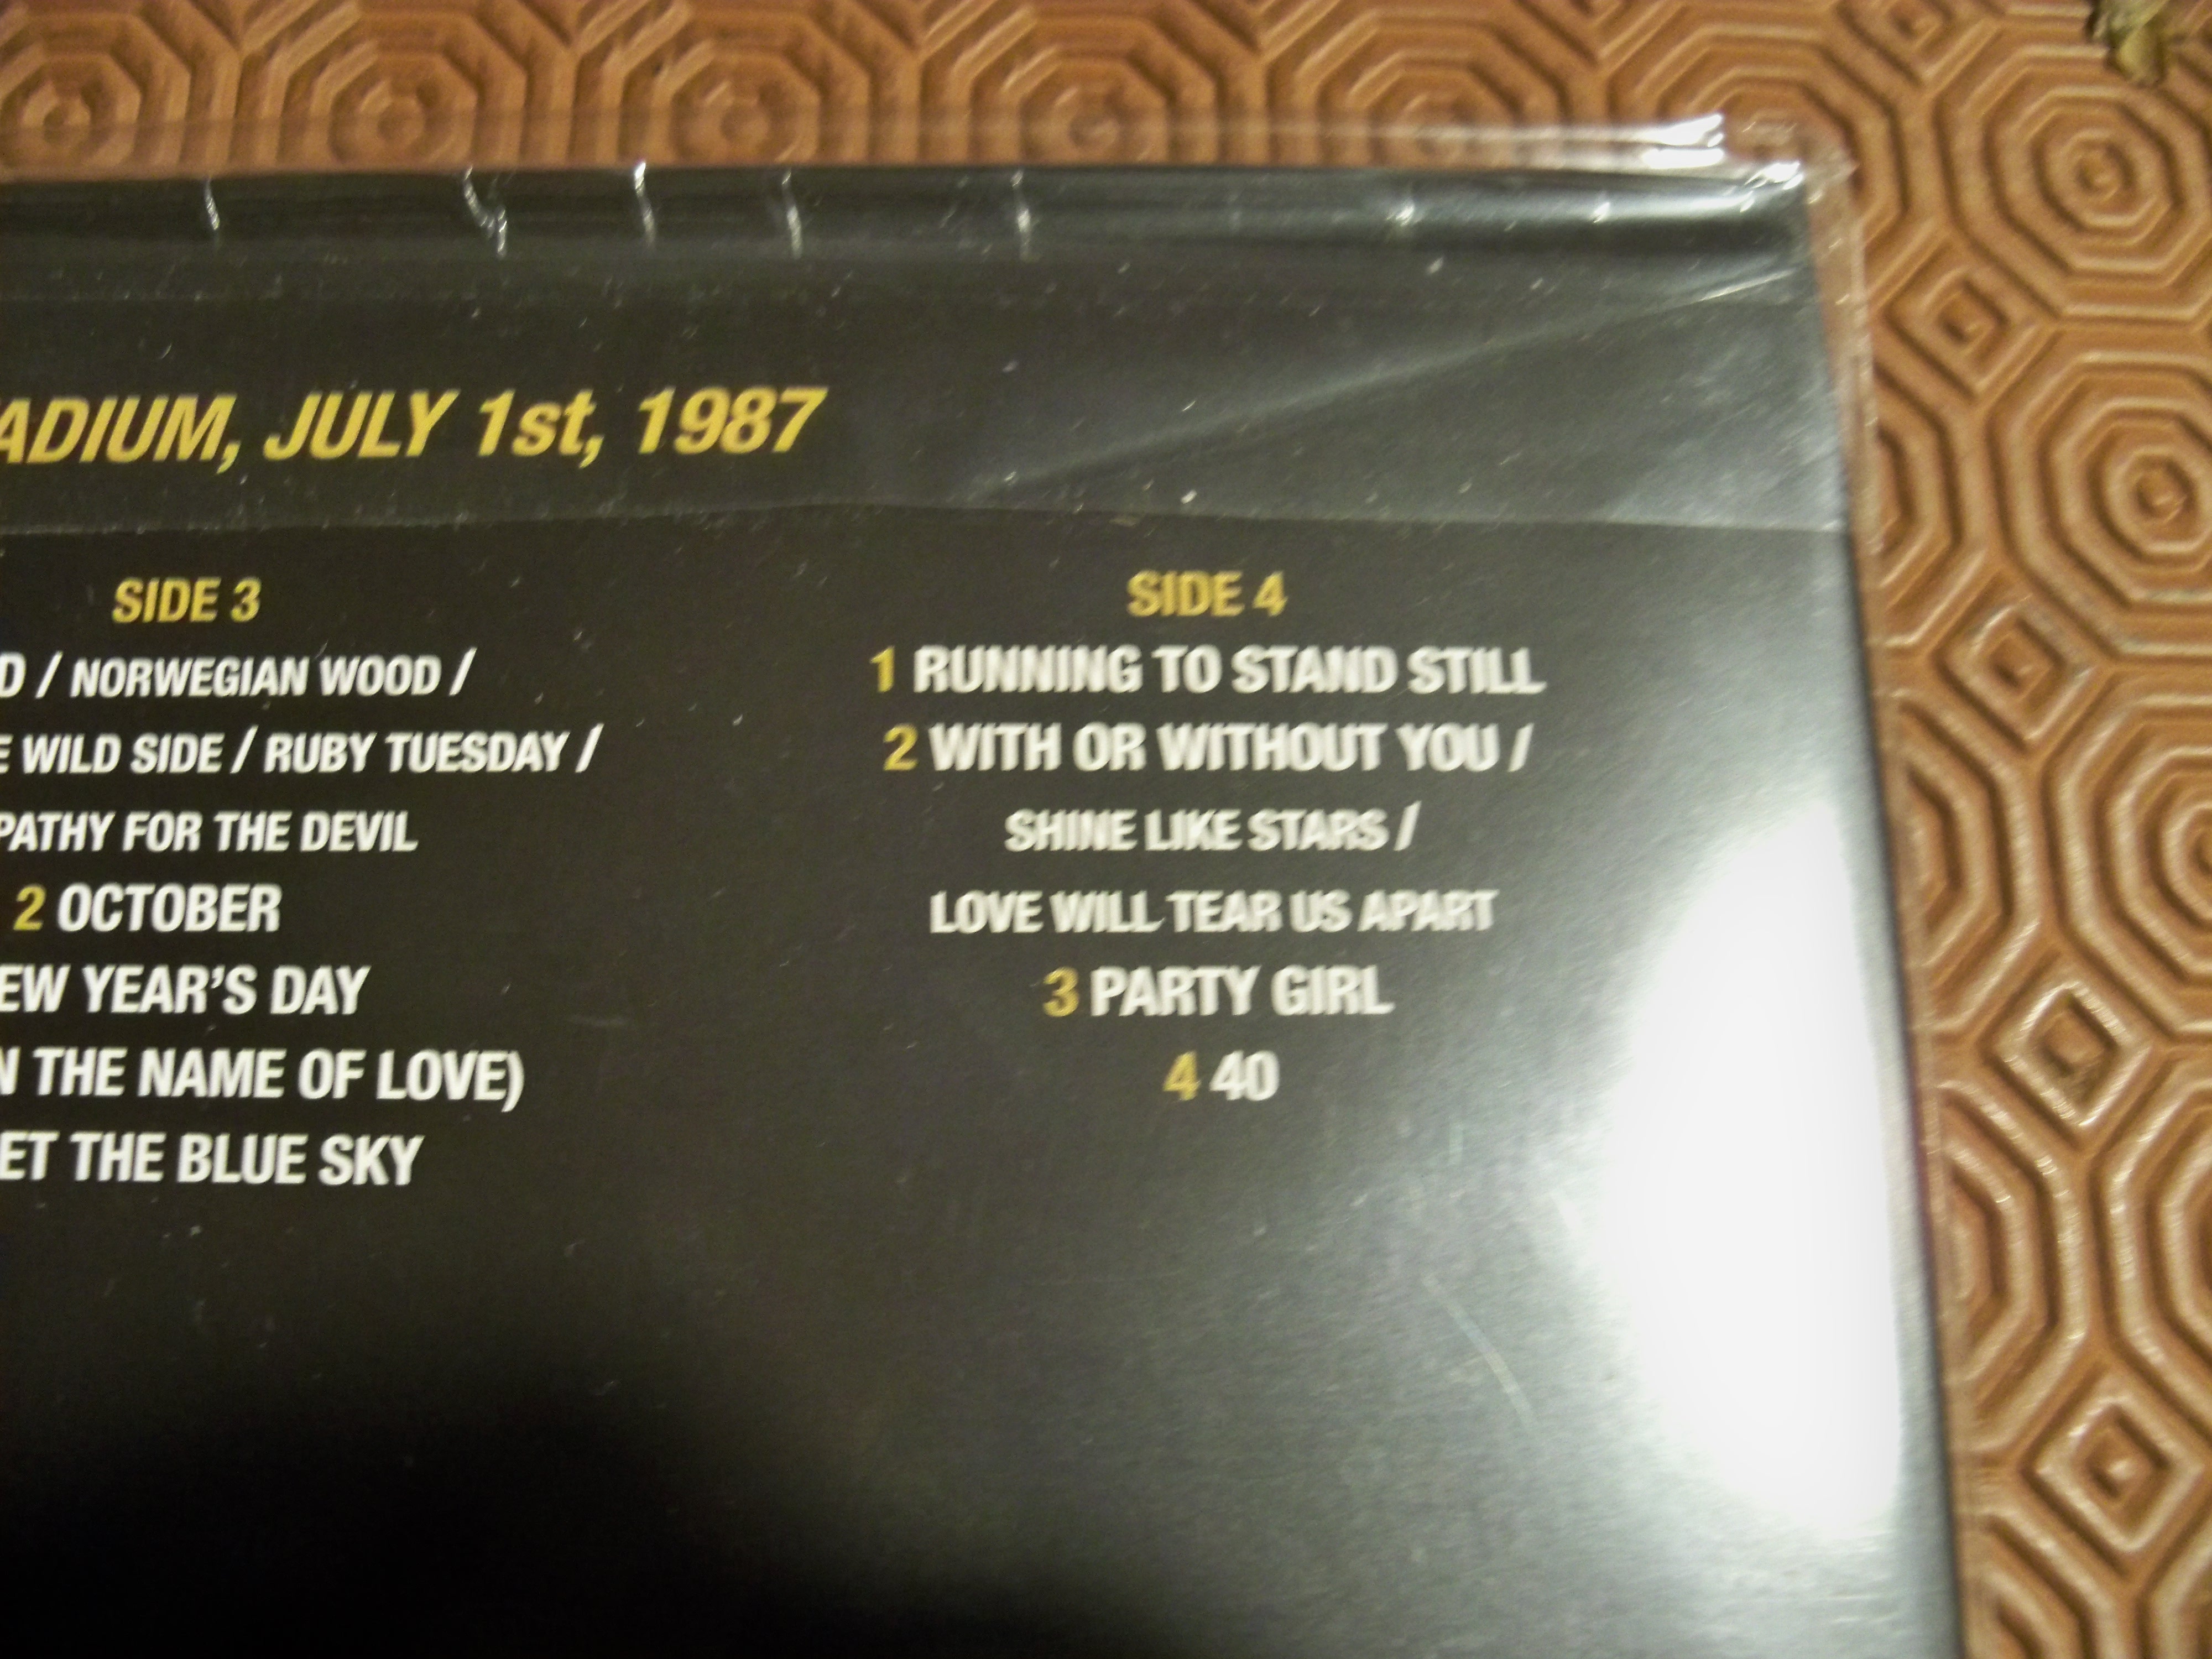 ADIUM, JULY 1st, 1987
SIDE 3
D / NORWEGIAN WOOD /
E WILD SIDE / RUBY TUESDAY /
PATHY FOR THE DEVIL
2 OCTOBER
EW YEAR'S DAY
N THE NAME OF LOVE)
ET THE BLUE SKY
SIDE 4
1 RUNNING TO STAND STILL
2 WITH OR WITHOUT YOU /
SHINE LIKE STARS /
LOVE WILL TEAR US APART
3 PARTY GIRL
4 40